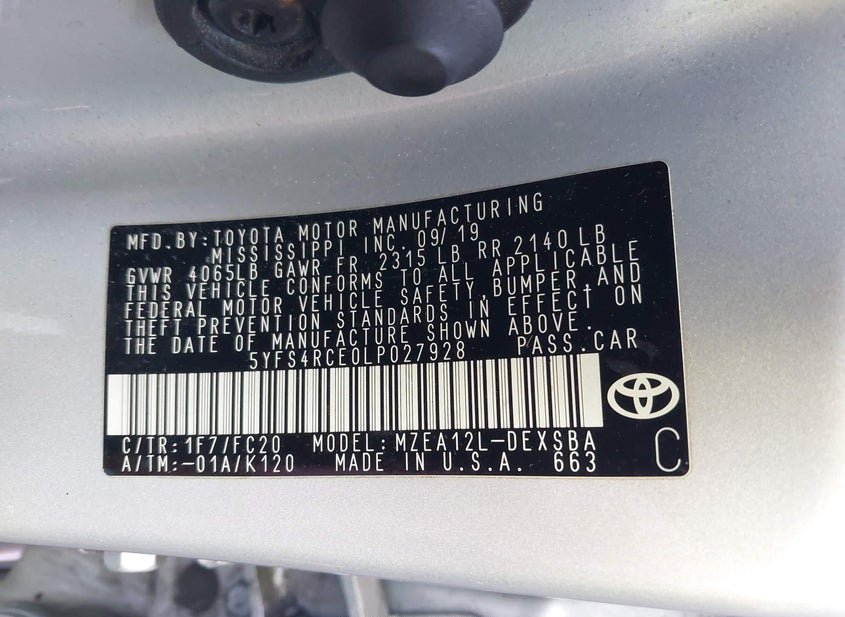 MFD. BY: TOYOTA MOTOR MANUFACTURING
MISSISSIPPI INC. 09/19
GVWR 4065LB GAWR FR. 2315 LB RR 2140 LB
THIS VEHICLE CONFORMS TO ALL APPLICABLE
FEDERAL MOTOR VEHICLE SAFETY,BUMPER,AND
THEFT PREVENTION STANDARDS IN EFFECT ON
THE DATE OF MANUFACTURE SHOWN ABOVE.
5YFS4RCE0LP027928 PASS.CAR
C/TR:1F7/FC20 MODEL:MZEA12L-DEXSBA
A/TM:-01A/K120 MADE IN U.S.A. 663
C